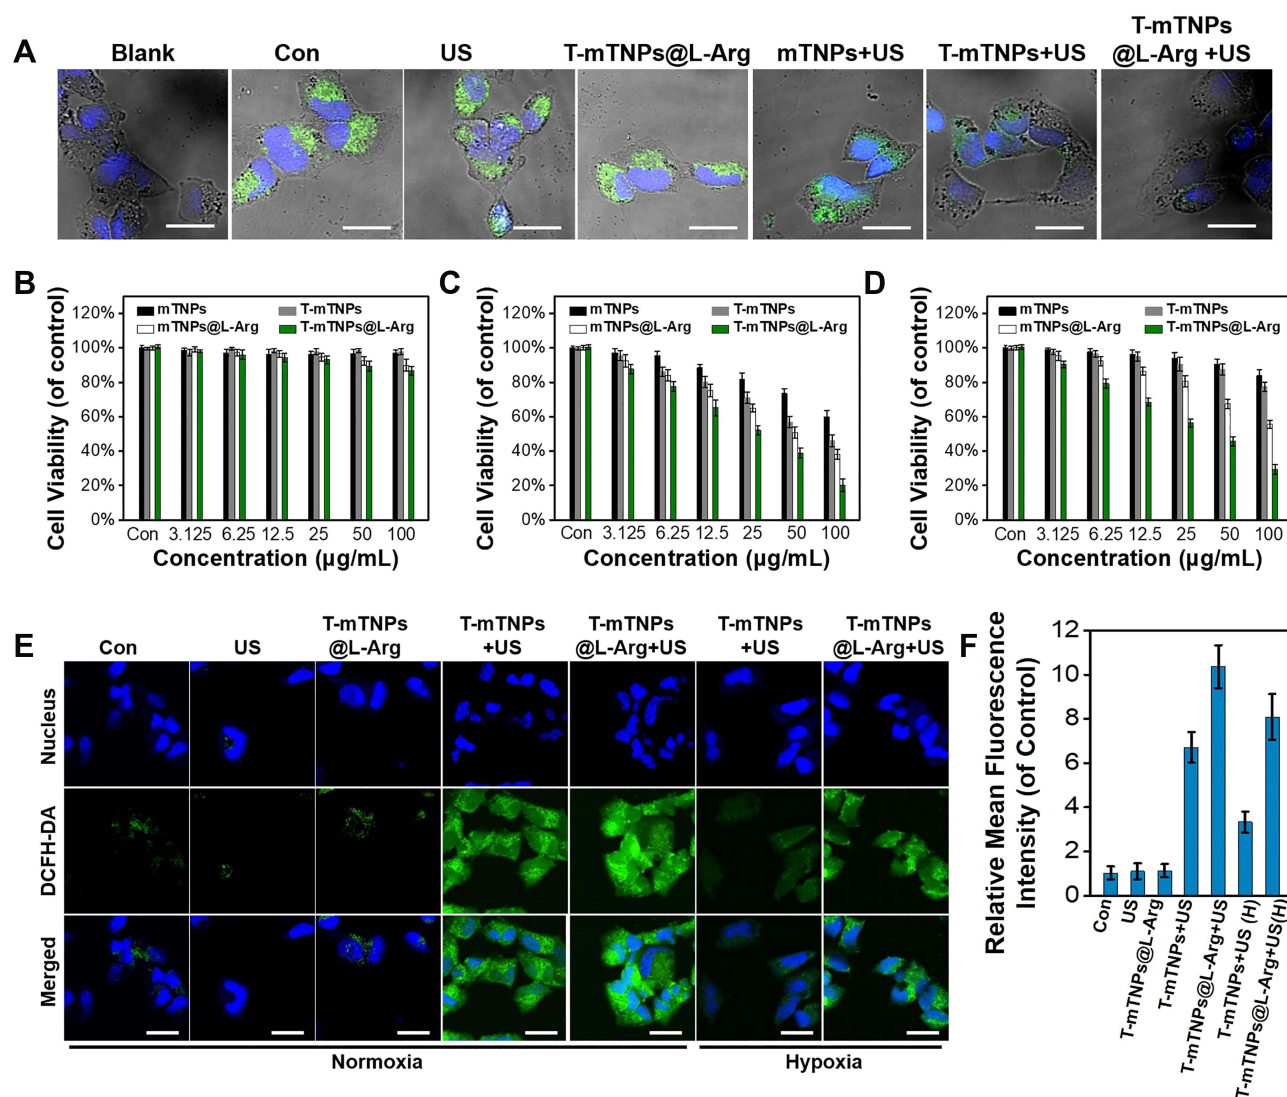 A
Blank
Con
US
T-mTNPs@L-Arg
mTNPs+US
T-mTNPs+US
T-mTNPs
@L-Arg +US
B
Cell Viability (of control)
120%
100%
80%
60%
40%
20%
0%
mTNPs
T-mTNPs
mTNPs@L-Arg
T-mTNPs@L-Arg
Con 3.125 6.25 12.5 25 50 100
Concentration (µg/mL)
C
Cell Viability (of control)
120%
100%
80%
60%
40%
20%
0%
mTNPs
T-mTNPs
mTNPs@L-Arg
T-mTNPs@L-Arg
Con 3.125 6.25 12.5 25 50 100
Concentration (µg/mL)
D
Cell Viability (of control)
120%
100%
80%
60%
40%
20%
0%
mTNPs
T-mTNPs
mTNPs@L-Arg
T-mTNPs@L-Arg
Con 3.125 6.25 12.5 25 50 100
Concentration (µg/mL)
E
Con
US
T-mTNPs
@L-Arg
T-mTNPs
+US
T-mTNPs
@L-Arg+US
T-mTNPs
+US
T-mTNPs
@L-Arg+US
Nucleus
DCFH-DA
Merged
Normoxia
Hypoxia
F
Relative Mean Fluorescence
Intensity (of Control)
12
10
8
6
4
2
0
Con
US
T-mTNPs@L-Arg
T-mTNPs+US
T-mTNPs@L-Arg+US
T-mTNPs+US (H)
T-mTNPs@L-Arg+US(H)